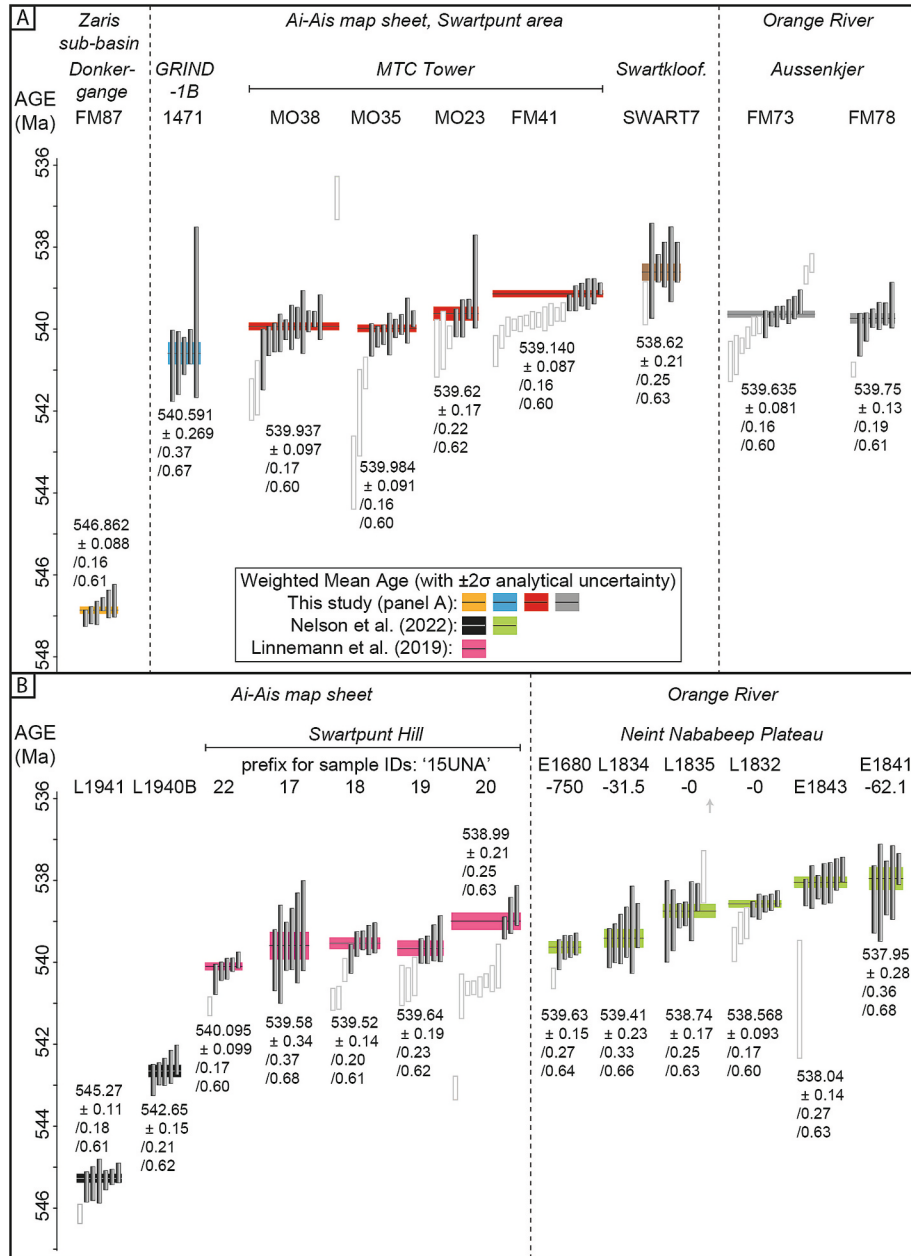 A
Zaris
sub-basin
Ai-Ais map sheet, Swartpunt area
Orange River
Donker-
gange
GRIND
-1B
MTC Tower
Swartkloof.
Aussenkjer
AGE
(Ma)
FM87
1471
MO38
MO35
MO23
FM41
SWART7
FM73
FM78
536
538
540
542
544
546
548
546.862
± 0.088
/0.16
/0.61
540.591
± 0.269
/0.37
/0.67
539.937
± 0.097
/0.17
/0.60
539.984
± 0.091
/0.16
/0.60
539.62
± 0.17
/0.22
/0.62
539.140
± 0.087
/0.16
/0.60
538.62
± 0.21
/0.25
/0.63
539.635
± 0.081
/0.16
/0.60
539.75
± 0.13
/0.19
/0.61
Weighted Mean Age (with ±2σ analytical uncertainty)
This study (panel A):
Nelson et al. (2022):
Linnemann et al. (2019):
B
Ai-Ais map sheet
Orange River
Swartpunt Hill
Neint Nababeep Plateau
AGE
(Ma)
prefix for sample IDs: '15UNA'
L1941
L1940B
22
17
18
19
20
E1680
-750
L1834
-31.5
L1835
-0
L1832
-0
E1843
E1841
-62.1
536
538
540
542
544
546
545.27
± 0.11
/0.18
/0.61
542.65
± 0.15
/0.21
/0.62
540.095
± 0.099
/0.17
/0.60
539.58
± 0.34
/0.37
/0.68
539.52
± 0.14
/0.20
/0.61
539.64
± 0.19
/0.23
/0.62
538.99
± 0.21
/0.25
/0.63
539.63
± 0.15
/0.27
/0.64
539.41
± 0.23
/0.33
/0.66
538.74
± 0.17
/0.25
/0.63
538.568
± 0.093
/0.17
/0.60
538.04
± 0.14
/0.27
/0.63
537.95
± 0.28
/0.36
/0.68